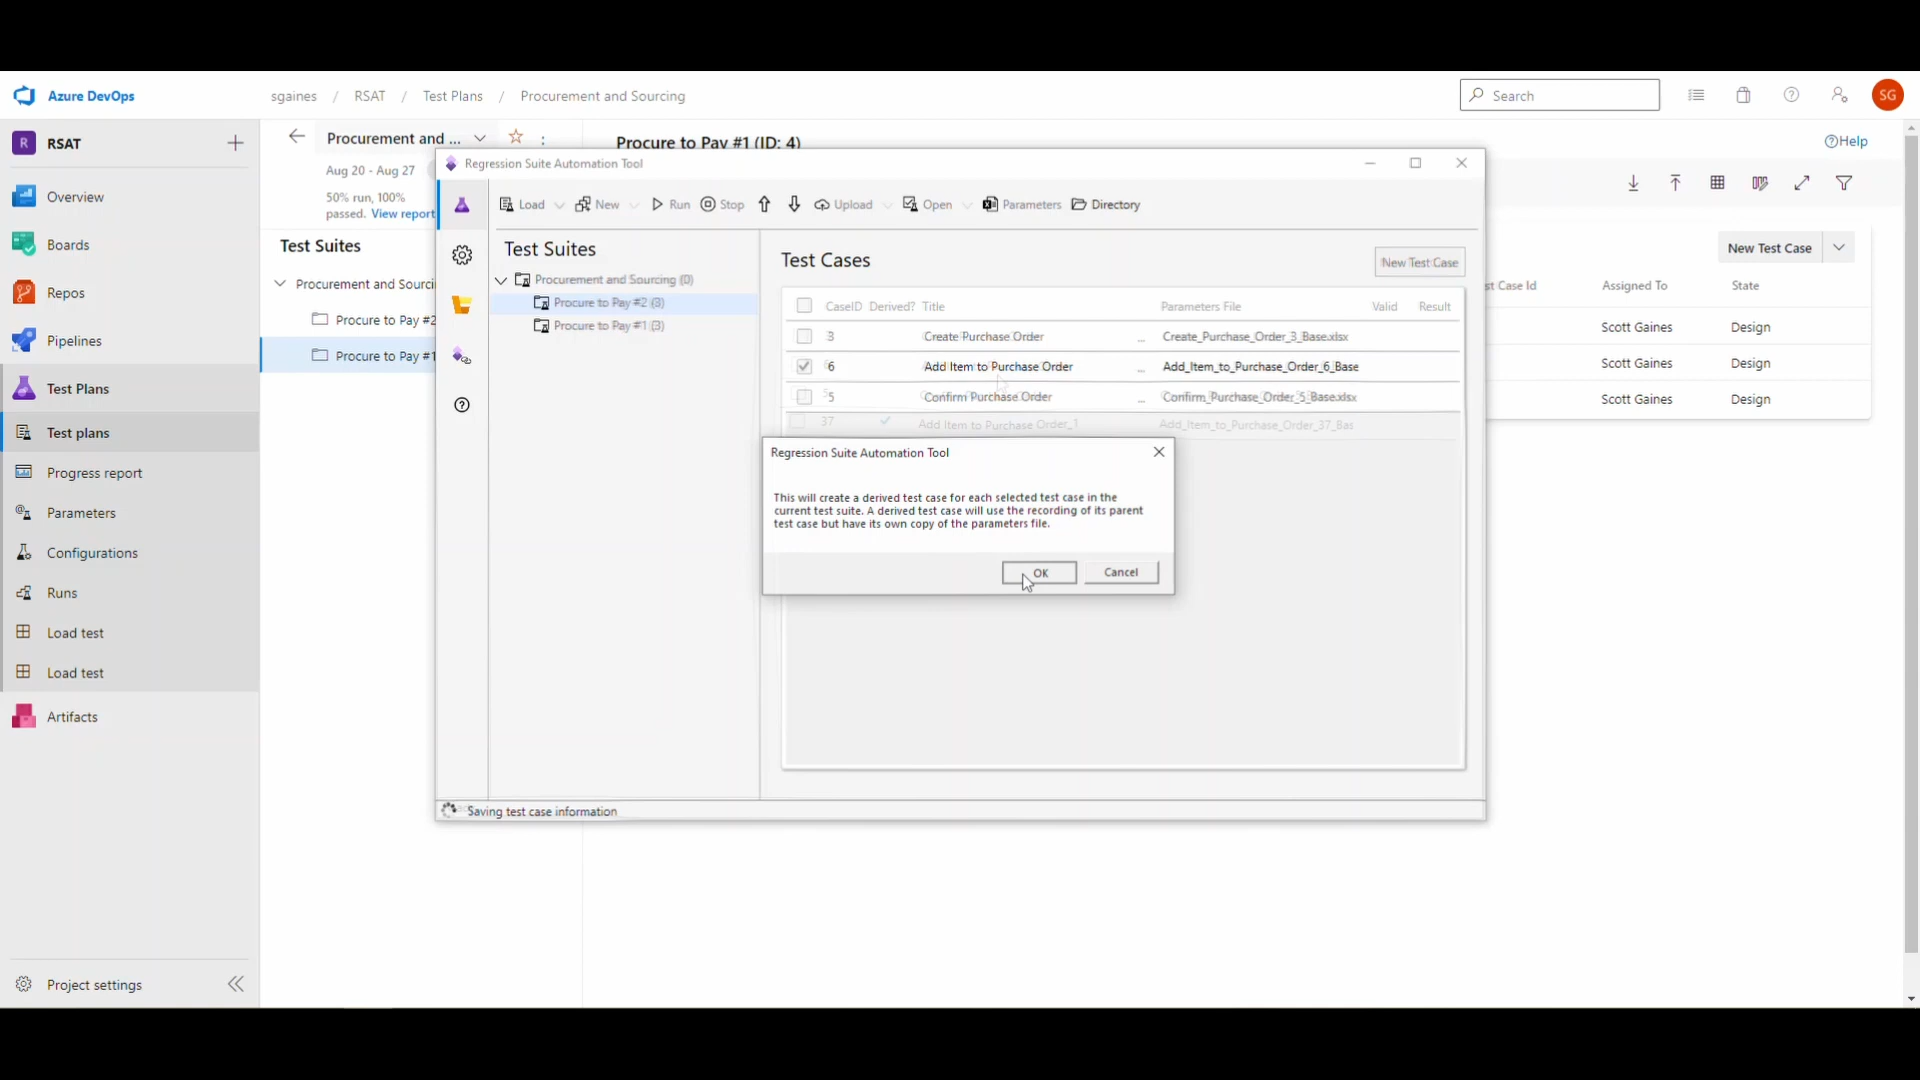 Azure DevOps
sgaines / RSAT / Test Plans / Procurement and Sourcing
Search
SG
R RSAT
Overview
Boards
Repos
Pipelines
Test Plans
Test plans
Progress report
Parameters
Configurations
Runs
Load test
Load test
Artifacts
Project settings
Procurement and ...
Aug 20 - Aug 27
50% run, 100%
passed. View report
Test Suites
Procurement and Sourci
Procure to Pay #2
Procure to Pay #1
Procure to Pay #1 (ID: 4)
Help
New Test Case
st Case Id Assigned To State
Scott Gaines Design
Scott Gaines Design
Scott Gaines Design
Regression Suite Automation Tool
Load New Run Stop Upload Open Parameters Directory
Test Suites
Procurement and Sourcing (0)
Procure to Pay #2 (3)
Procure to Pay #1 (3)
Test Cases
New Test Case
CaseID Derived? Title Parameters File Valid Result
3 Create Purchase Order ... Create_Purchase_Order_3_Base.xlsx
6 Add Item to Purchase Order ... Add_Item_to_Purchase_Order_6_Base
5 Confirm Purchase Order ... Confirm_Purchase_Order_5_Base.xlsx
37 Add Item to Purchase Order_1 Add_Item_to_Purchase_Order_37_Bas
Regression Suite Automation Tool
This will create a derived test case for each selected test case in the
current test suite. A derived test case will use the recording of its parent
test case but have its own copy of the parameters file.
OK Cancel
Saving test case information